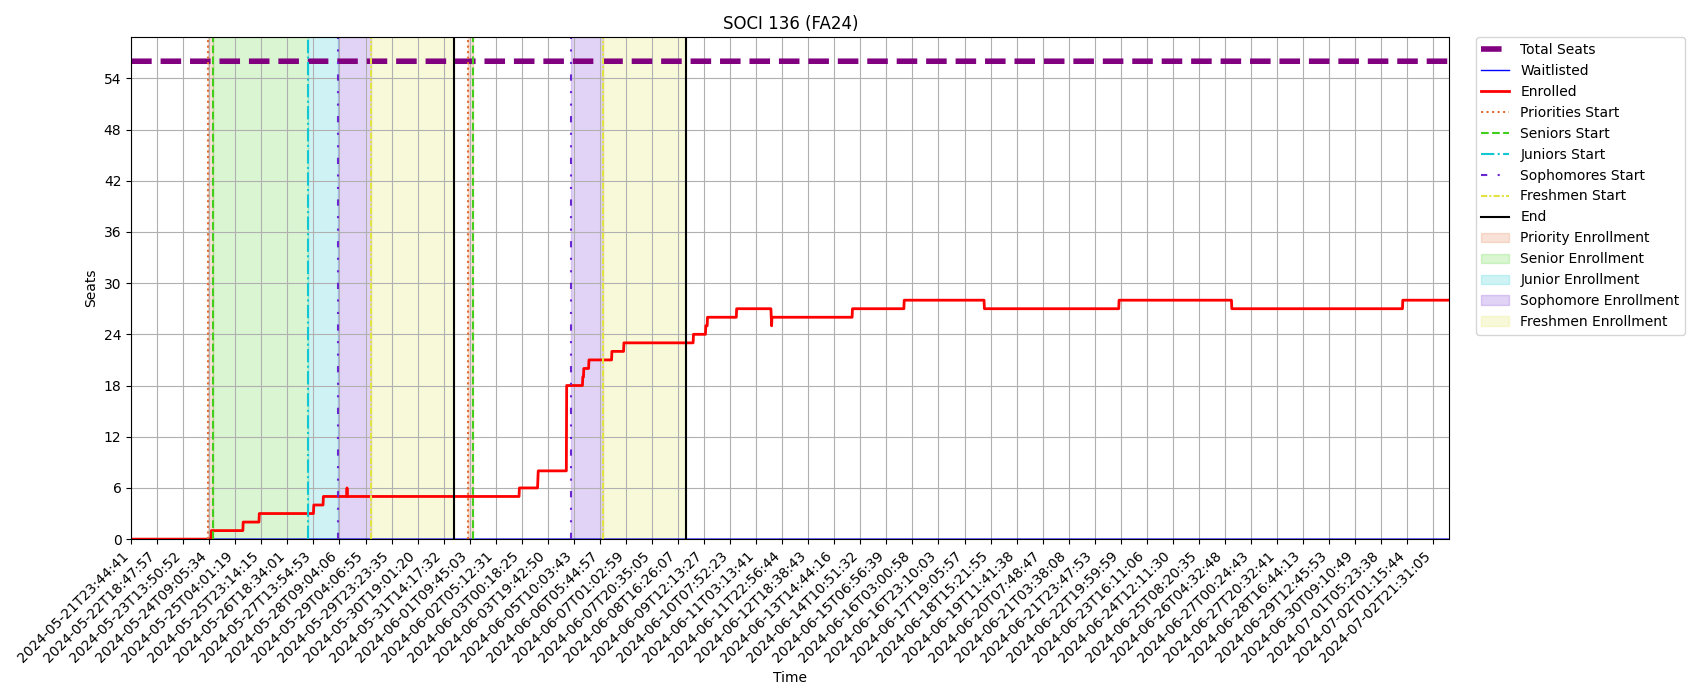 SOCI 136 (FA24)
Seats
54
48
42
36
30
24
18
12
6
0
2024-05-21T23:44:41
2024-05-22T18:47:57
2024-05-23T13:50:52
2024-05-24T09:05:34
2024-05-25T04:01:19
2024-05-25T23:14:15
2024-05-26T18:34:01
2024-05-27T13:54:53
2024-05-28T09:04:06
2024-05-29T04:06:55
2024-05-29T23:23:35
2024-05-30T19:01:20
2024-05-31T14:17:32
2024-06-01T09:45:03
2024-06-02T05:12:31
2024-06-03T00:18:25
2024-06-03T19:42:50
2024-06-05T10:03:43
2024-06-06T05:44:57
2024-06-07T01:02:59
2024-06-07T20:35:05
2024-06-08T16:26:07
2024-06-09T12:13:27
2024-06-10T07:52:23
2024-06-11T03:13:41
2024-06-11T22:56:44
2024-06-12T18:38:43
2024-06-13T14:44:16
2024-06-14T10:51:32
2024-06-15T06:56:39
2024-06-16T03:00:58
2024-06-16T23:10:03
2024-06-17T19:05:57
2024-06-18T15:21:55
2024-06-19T11:41:38
2024-06-20T07:48:47
2024-06-21T03:38:08
2024-06-21T23:47:53
2024-06-22T19:59:59
2024-06-23T16:11:06
2024-06-24T12:11:30
2024-06-25T08:20:35
2024-06-26T04:32:48
2024-06-27T00:24:43
2024-06-27T20:32:41
2024-06-28T16:44:13
2024-06-29T12:45:53
2024-06-30T09:10:49
2024-07-01T05:23:38
2024-07-02T01:15:44
2024-07-02T21:31:05
Time
Total Seats
Waitlisted
Enrolled
Priorities Start
Seniors Start
Juniors Start
Sophomores Start
Freshmen Start
End
Priority Enrollment
Senior Enrollment
Junior Enrollment
Sophomore Enrollment
Freshmen Enrollment